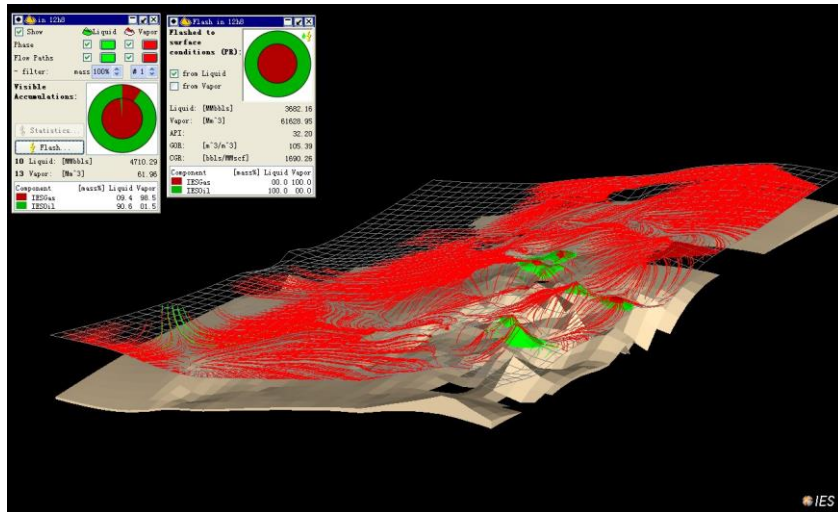 in 12h8
Show Liquid Vapor
Phase
Flow Paths
- filter: mass 100% # 1
Visible
Accumulations:
Statistics...
Flash...
10 Liquid: [MMbbls] 4710.29
13 Vapor: [Mm^3] 61.96
Component [mass%] Liquid Vapor
IESGas 09.4 98.5
IESOil 90.6 01.5
Flash in 12h8
Flashed to
surface
conditions (PR):
from Liquid
from Vapor
Liquid: [MMbbls] 3682.16
Vapor: [Mm^3] 61628.95
API: 32.20
GOR: [m^3/m^3] 105.39
CGR: [bbls/MMscf] 1690.26
Component [mass%] Liquid Vapor
IESGas 00.0 100.0
IESOil 100.0 00.0
IES